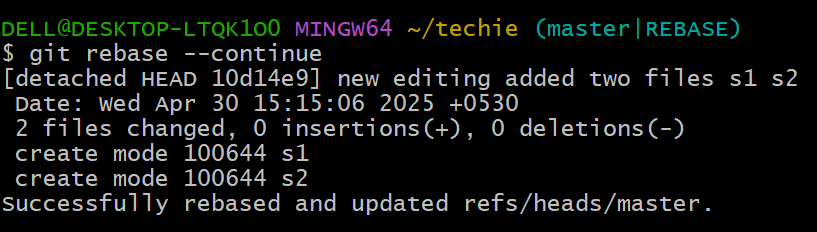 DELL@DESKTOP-LTQK1O0 MINGW64 ~/techie (master|REBASE)
$ git rebase --continue
[detached HEAD 10d14e9] new editing added two files s1 s2
 Date: Wed Apr 30 15:15:06 2025 +0530
 2 files changed, 0 insertions(+), 0 deletions(-)
 create mode 100644 s1
 create mode 100644 s2
Successfully rebased and updated refs/heads/master.